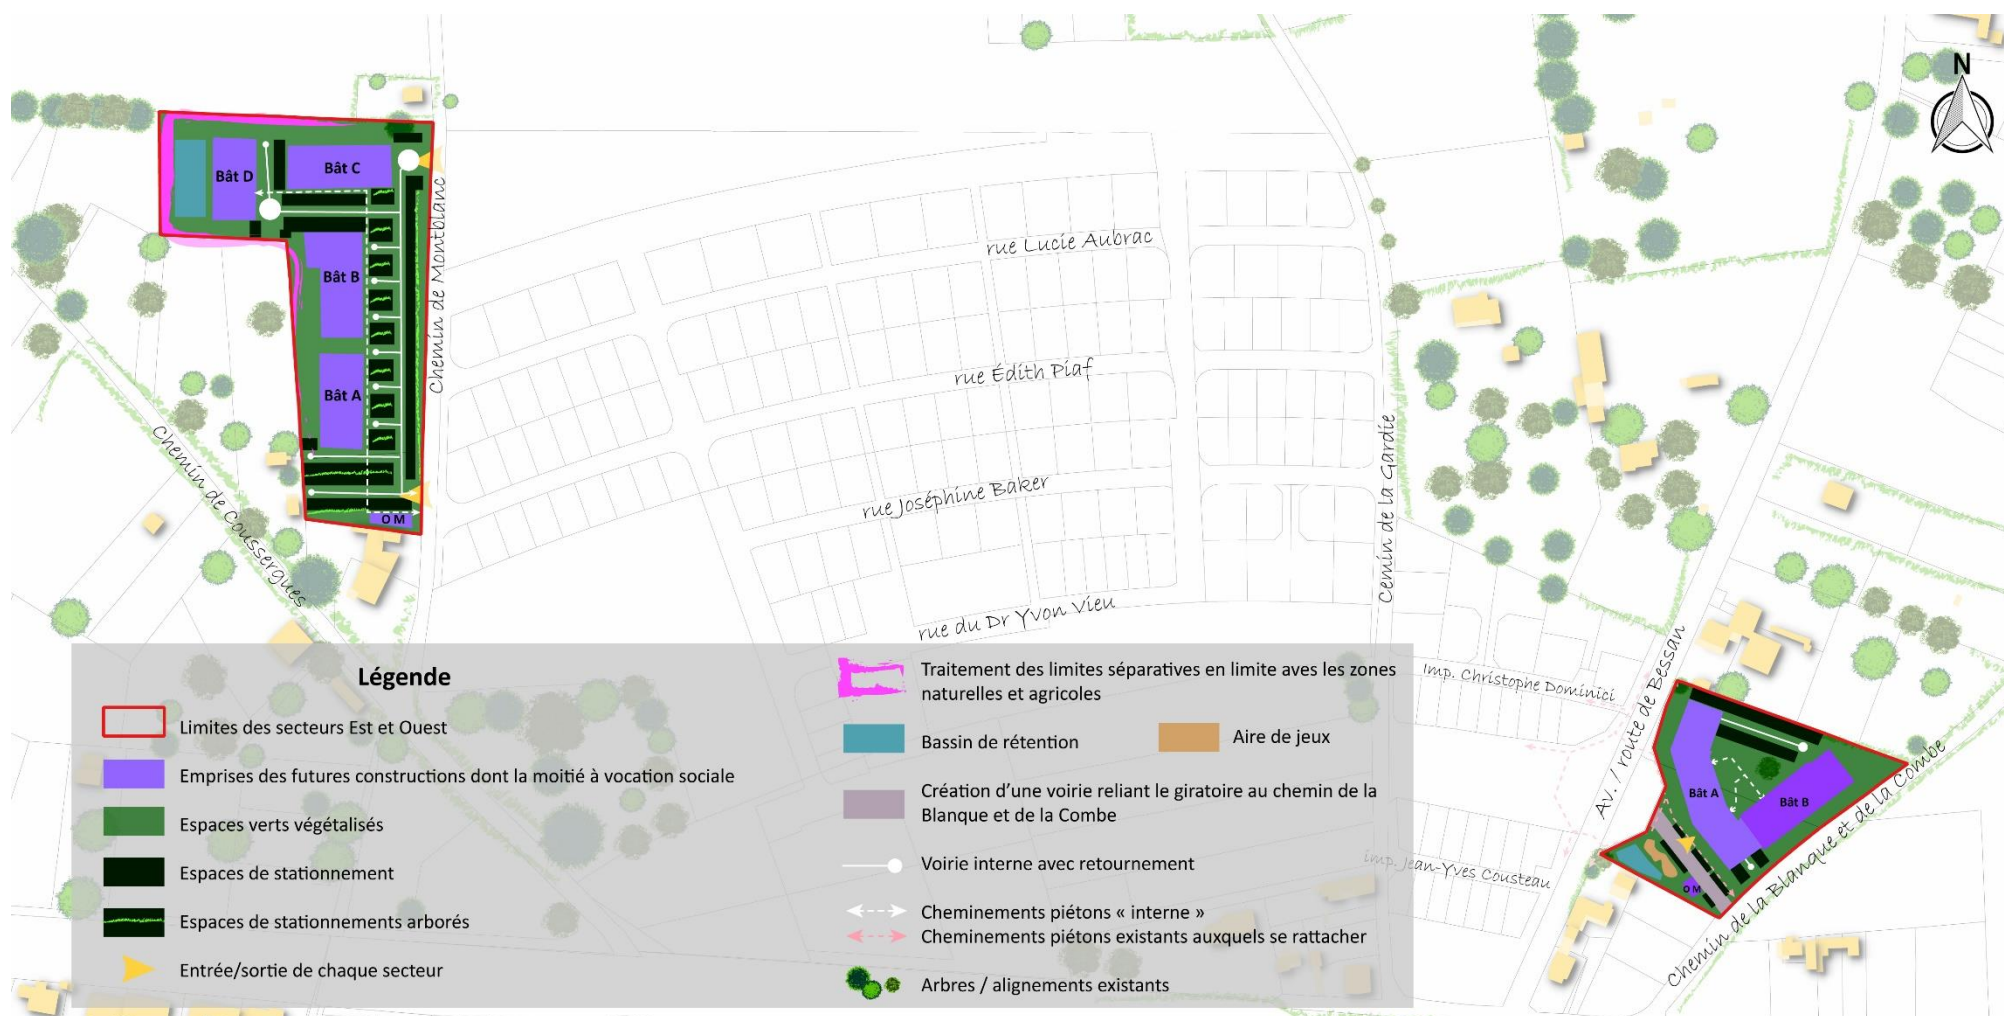 N
Bât D
Bât C
Bât B
Bât A
O M
Chemin de Montblanc
Chemin de Coussergues
rue Lucie Aubrac
rue Édith Piaf
rue Joséphine Baker
rue du Dr Yvon Vieu
Cemin de la Gardie
Imp. Christophe Dominici
imp. Jean-Yves Cousteau
Av. / route de Bessan
Bât A
Bât B
O M
Chemin de la Blanque et de la Combe
Légende
Limites des secteurs Est et Ouest
Emprises des futures constructions dont la moitié à vocation sociale
Espaces verts végétalisés
Espaces de stationnement
Espaces de stationnements arborés
Entrée/sortie de chaque secteur
Traitement des limites séparatives en limite aves les zones
naturelles et agricoles
Bassin de rétention
Aire de jeux
Création d’une voirie reliant le giratoire au chemin de la
Blanque et de la Combe
Voirie interne avec retournement
Cheminements piétons « interne »
Cheminements piétons existants auxquels se rattacher
Arbres / alignements existants